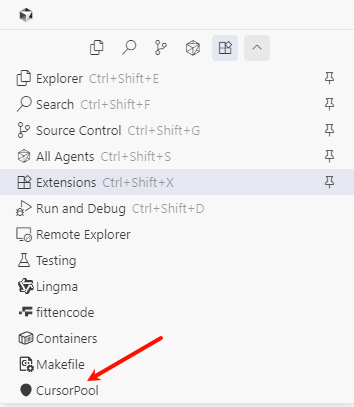 Explorer Ctrl+Shift+E
Search Ctrl+Shift+F
Source Control Ctrl+Shift+G
All Agents Ctrl+Shift+S
Extensions Ctrl+Shift+X
Run and Debug Ctrl+Shift+D
Remote Explorer
Testing
Lingma
fittencode
Containers
Makefile
CursorPool